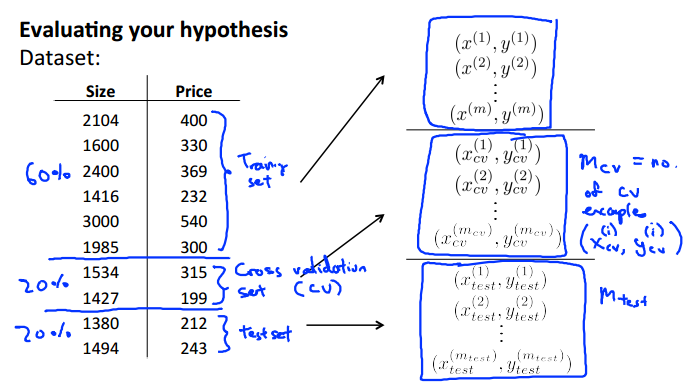 Evaluating your hypothesis
Dataset:
Size Price
2104 400
1600 330
2400 369
1416 232
3000 540
1985 300
1534 315
1427 199
1380 212
1494 243
60%
20%
20%
Training
set
Cross validation
set (CV)
test set
(x^{(1)}, y^{(1)})
(x^{(2)}, y^{(2)})
⋮
(x^{(m)}, y^{(m)})
(x_{cv}^{(1)}, y_{cv}^{(1)})
(x_{cv}^{(2)}, y_{cv}^{(2)})
⋮
(x_{cv}^{(m_{cv})}, y_{cv}^{(m_{cv})})
(x_{test}^{(1)}, y_{test}^{(1)})
(x_{test}^{(2)}, y_{test}^{(2)})
⋮
(x_{test}^{(m_{test})}, y_{test}^{(m_{test})})
m_{cv} = no.
of CV
examples
(x_{cv}^{(i)}, y_{cv}^{(i)})
m_{test}